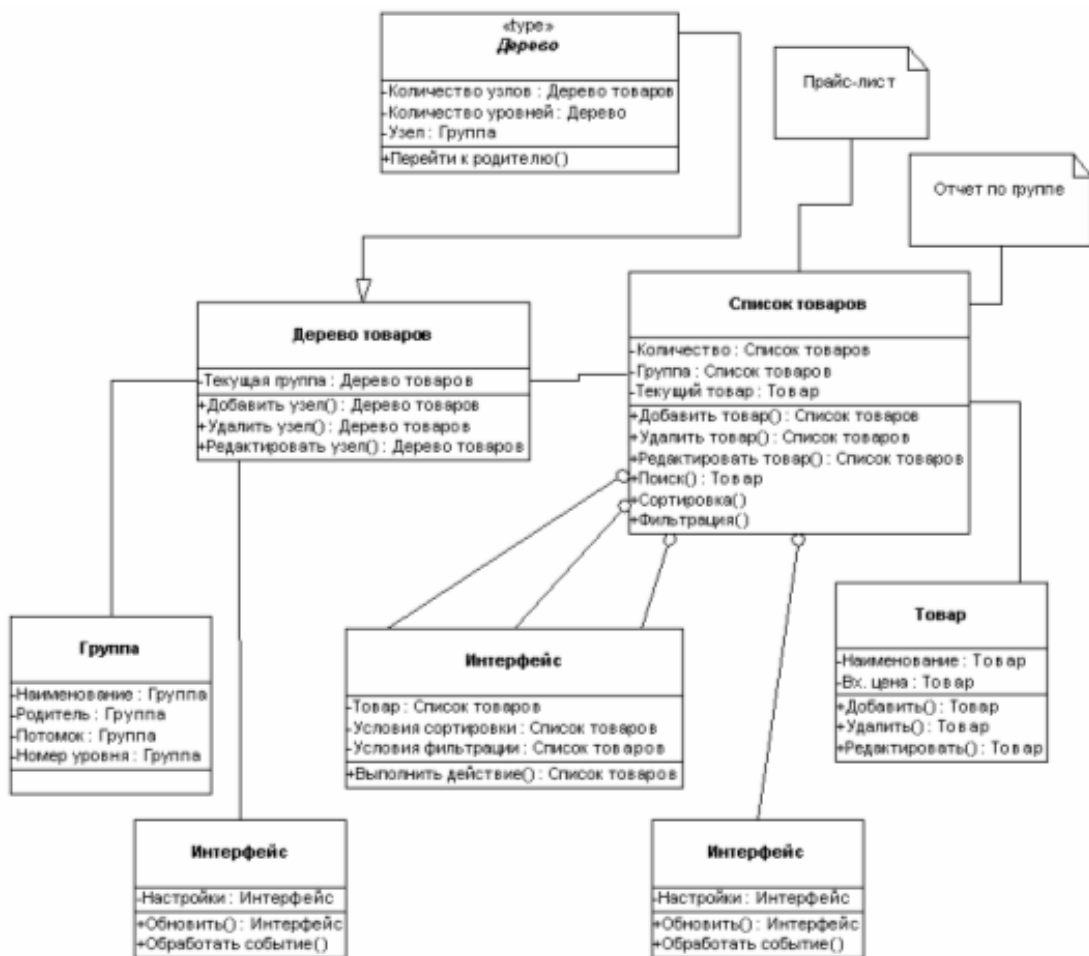 «type»
Дерево
-Количество узлов : Дерево товаров
-Количество уровней : Дерево
-Узел : Группа
+Перейти к родителю()
Прайс-лист
Отчет по группе
Дерево товаров
-Текущая группа : Дерево товаров
+Добавить узел() : Дерево товаров
+Удалить узел() : Дерево товаров
+Редактировать узел() : Дерево товаров
Список товаров
-Количество : Список товаров
-Группа : Список товаров
-Текущий товар : Товар
+Добавить товар() : Список товаров
+Удалить товар() : Список товаров
+Редактировать товар() : Список товаров
+Поиск() : Товар
+Сортировка()
+Фильтрация()
Группа
-Наименование : Группа
-Родитель : Группа
-Потомок : Группа
-Номер уровня : Группа
Интерфейс
-Товар : Список товаров
-Условия сортировки : Список товаров
-Условия фильтрации : Список товаров
+Выполнить действие() : Список товаров
Товар
-Наименование : Товар
-Вх. цена : Товар
+Добавить() : Товар
+Удалить() : Товар
+Редактировать() : Товар
Интерфейс
-Настройки : Интерфейс
+Обновить() : Интерфейс
+Обработать событие()
Интерфейс
-Настройки : Интерфейс
+Обновить() : Интерфейс
+Обработать событие()